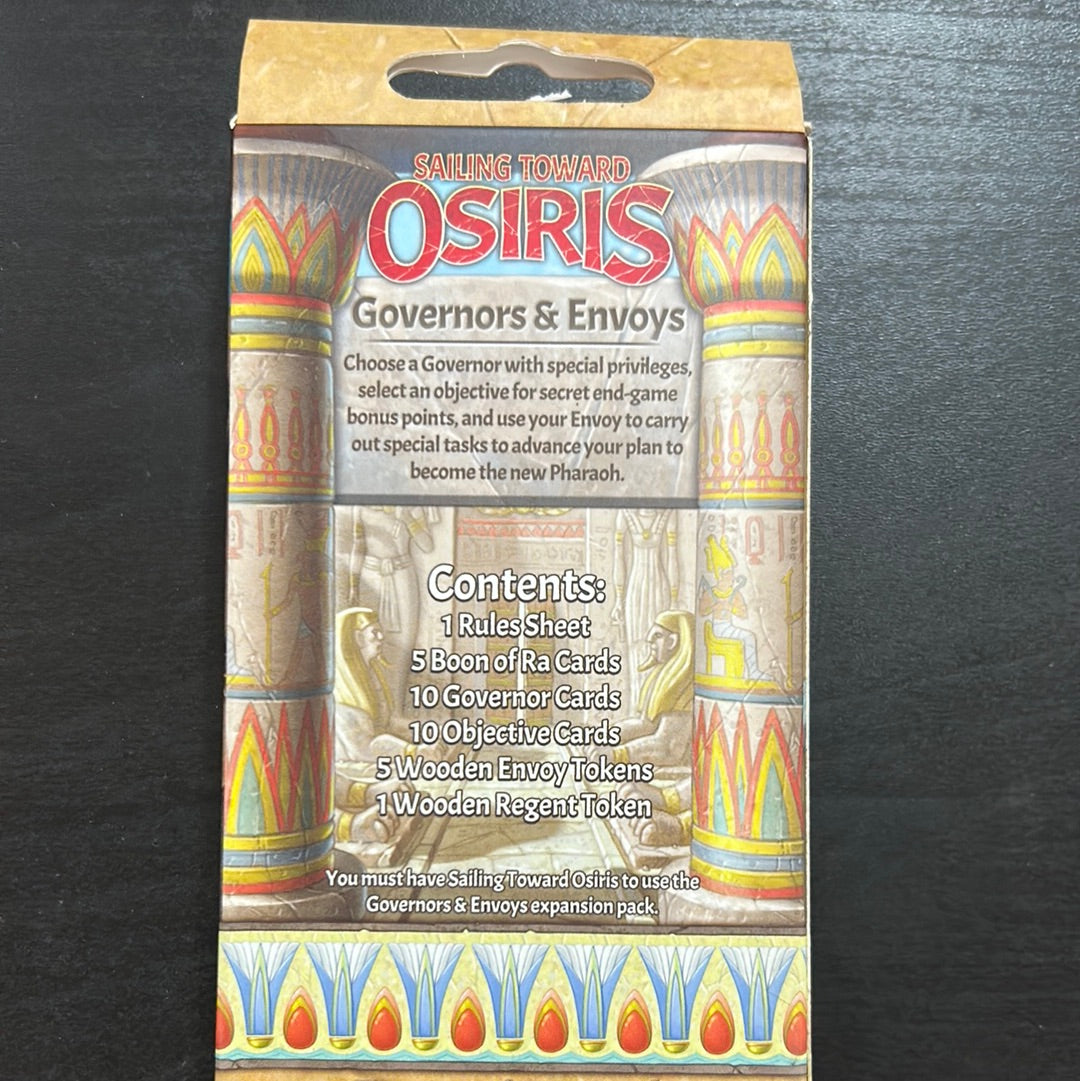 SAILING TOWARD
OSIRIS
Governors & Envoys
Choose a Governor with special privileges,
select an objective for secret end-game
bonus points, and use your Envoy to carry
out special tasks to advance your plan to
become the new Pharaoh.
Contents:
1 Rules Sheet
5 Boon of Ra Cards
10 Governor Cards
10 Objective Cards
5 Wooden Envoy Tokens
1 Wooden Regent Token
You must have Sailing Toward Osiris to use the
Governors & Envoys expansion pack.